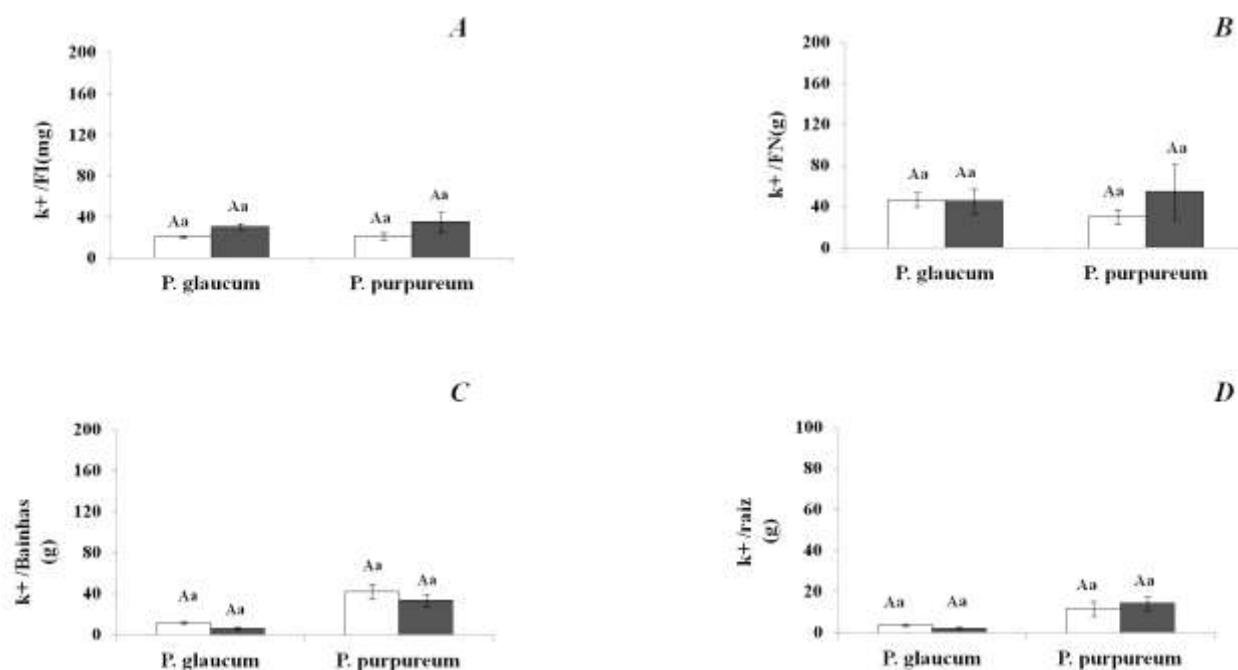 A
200
160
120
80
40
0
k+ /FI(mg)
Aa
Aa
Aa
Aa
P. glaucum
P. purpureum
B
200
160
120
80
40
0
k+ /FN(g)
Aa
Aa
Aa
Aa
P. glaucum
P. purpureum
C
200
160
120
80
40
0
k+ /Bainhas
(g)
Aa
Aa
Aa
Aa
P. glaucum
P. purpureum
D
100
80
60
40
20
0
k+ /raiz
(g)
Aa
Aa
Aa
Aa
P. glaucum
P. purpureum